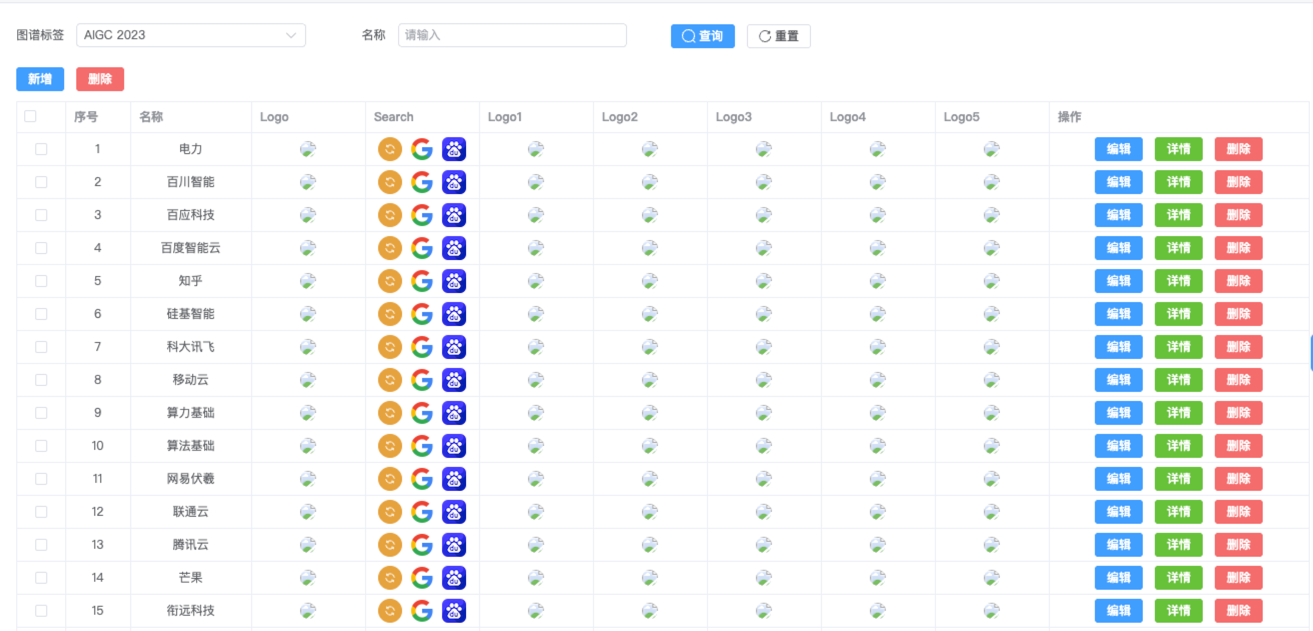 图谱标签 AIGC 2023 名称 请输入 查询 重置
新增 删除
序号 名称 Logo Search Logo1 Logo2 Logo3 Logo4 Logo5 操作
1 电力 编辑 详情 删除
2 百川智能 编辑 详情 删除
3 百应科技 编辑 详情 删除
4 百度智能云 编辑 详情 删除
5 知乎 编辑 详情 删除
6 硅基智能 编辑 详情 删除
7 科大讯飞 编辑 详情 删除
8 移动云 编辑 详情 删除
9 算力基础 编辑 详情 删除
10 算法基础 编辑 详情 删除
11 网易伏羲 编辑 详情 删除
12 联通云 编辑 详情 删除
13 腾讯云 编辑 详情 删除
14 芒果 编辑 详情 删除
15 衔远科技 编辑 详情 删除